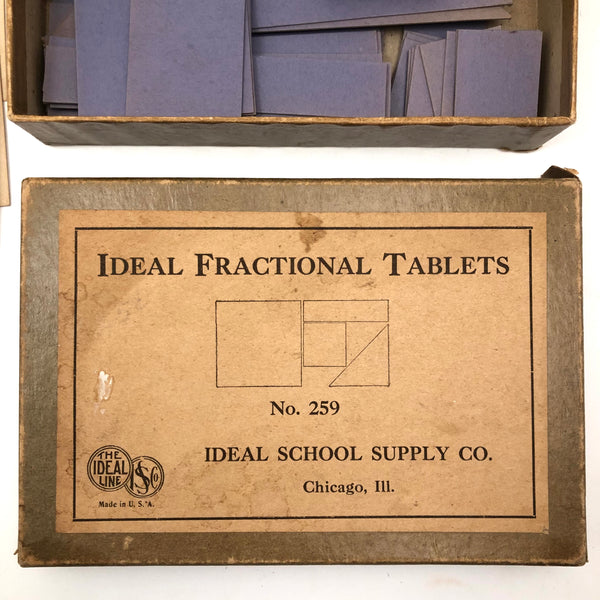 IDEAL FRACTIONAL TABLETS
No. 259
IDEAL SCHOOL SUPPLY CO.
Chicago, Ill.
THE
IDEAL
LINE
ISSCo
Made in U. S. A.